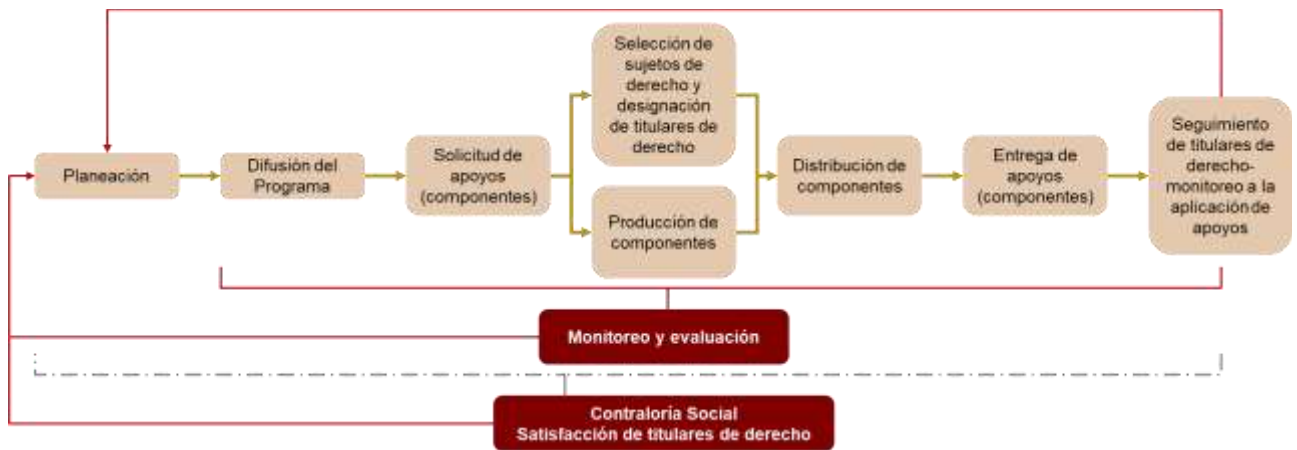 Planeación
Difusión del
Programa
Solicitud de
apoyos
(componentes)
Selección de
sujetos de
derecho y
designación
de titulares de
derecho
Producción de
componentes
Distribución de
componentes
Entrega de
apoyos
(componentes)
Seguimiento
de titulares de
derecho-
monitoreo a la
aplicación de
apoyos
Monitoreo y evaluación
Contraloría Social
Satisfacción de titulares de derecho